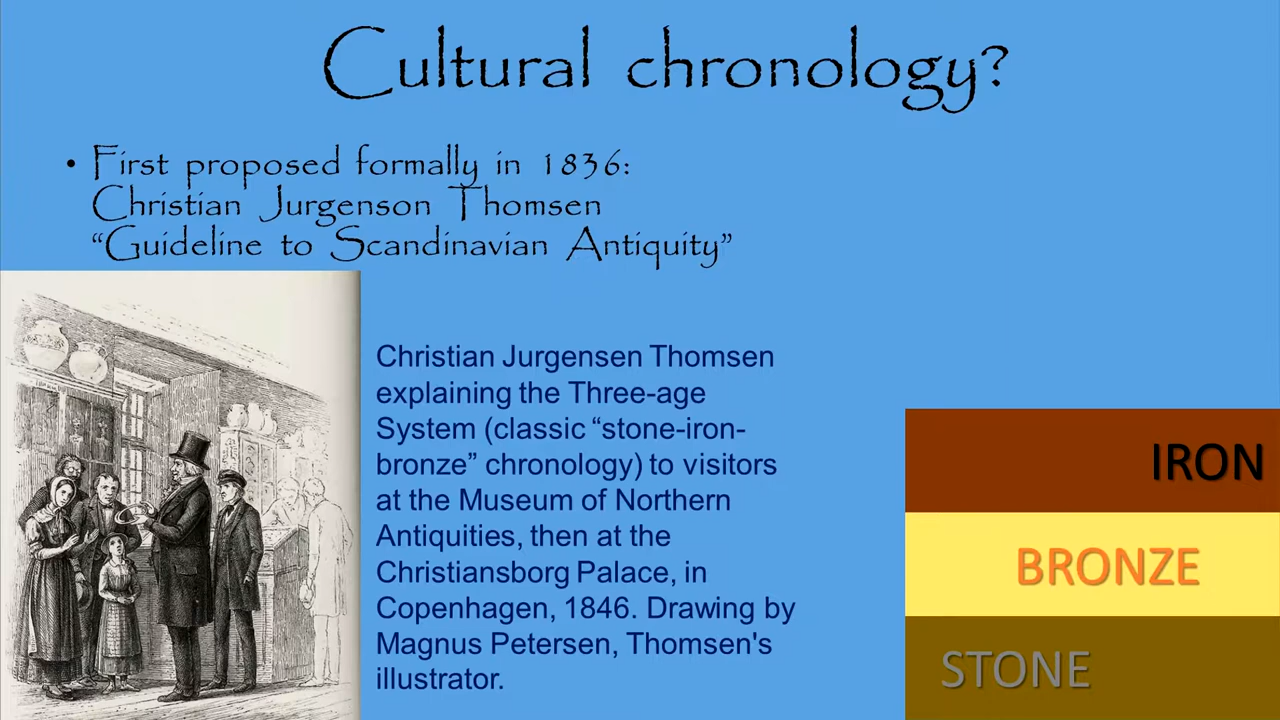 Cultural chronology?
• First proposed formally in 1836:
Christian Jurgenson Thomsen
“Guideline to Scandinavian Antiquity”
Christian Jurgensen Thomsen
explaining the Three-age
System (classic “stone-iron-
bronze” chronology) to visitors
at the Museum of Northern
Antiquities, then at the
Christiansborg Palace, in
Copenhagen, 1846. Drawing by
Magnus Petersen, Thomsen's
illustrator.
IRON
BRONZE
STONE